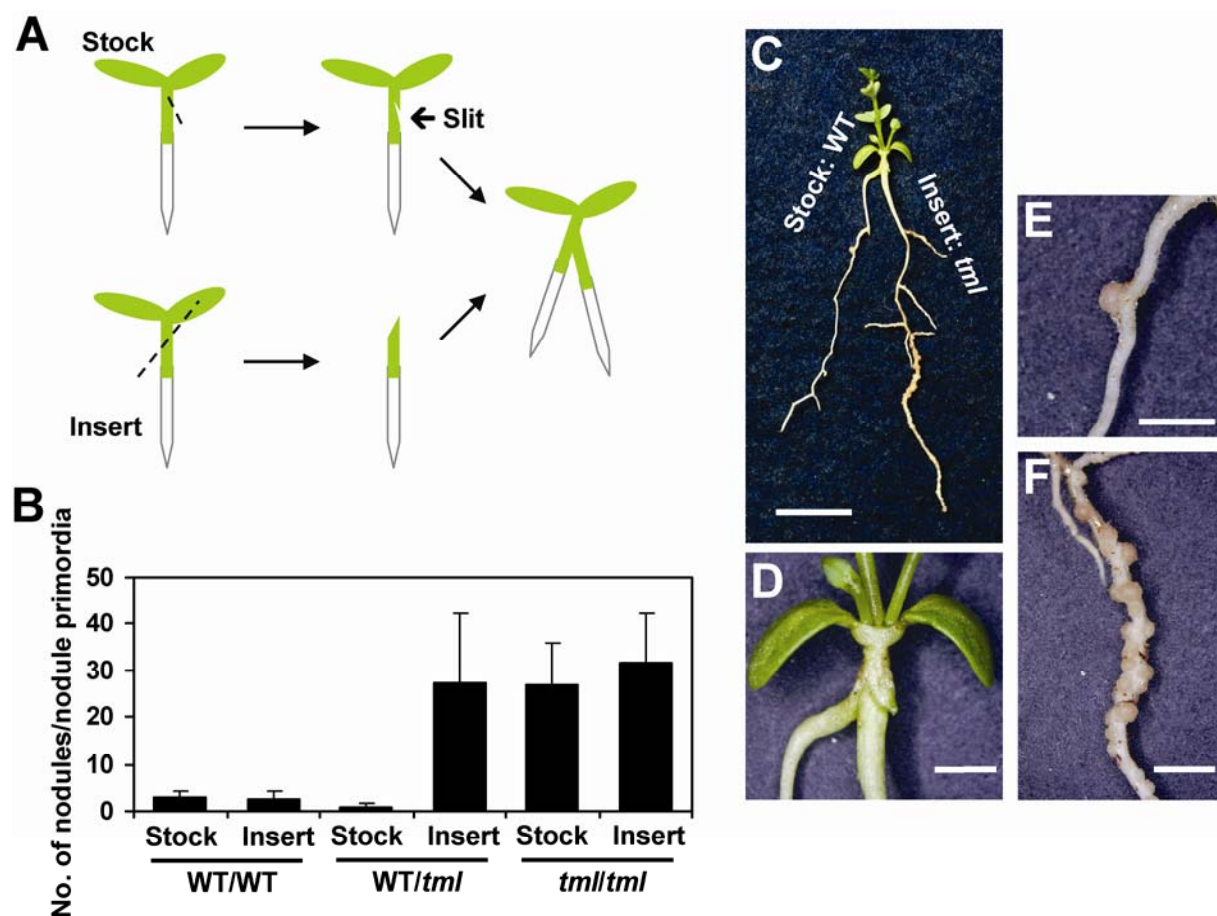 A
Stock
Slit
Insert
B
No. of nodules/nodule primordia
50
40
30
20
10
0
Stock Insert Stock Insert Stock Insert
WT/WT WT/tml tml/tml
C
Stock: WT
Insert: tml
D
E
F